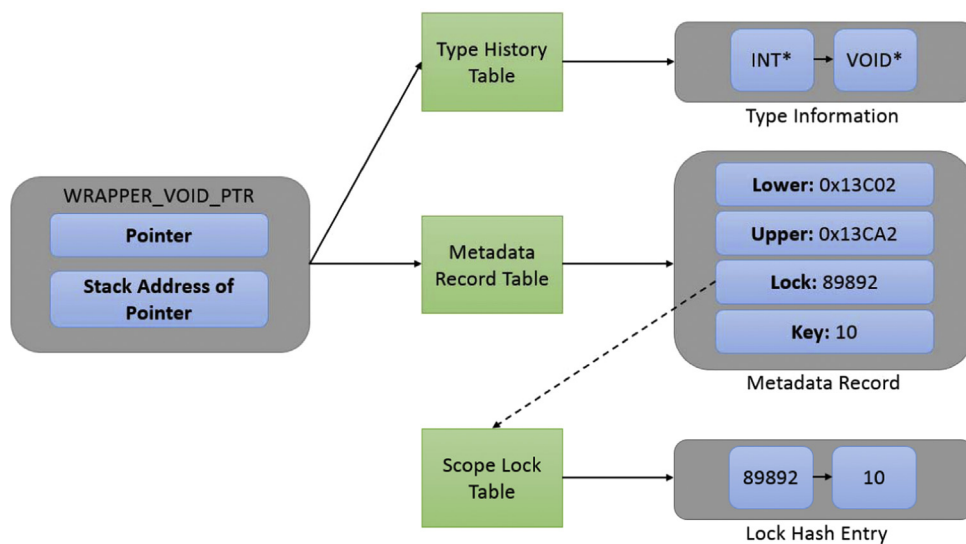 WRAPPER_VOID_PTR
Pointer
Stack Address of
Pointer
Type History
Table
INT*
VOID*
Type Information
Metadata
Record Table
Lower: 0x13C02
Upper: 0x13CA2
Lock: 89892
Key: 10
Metadata Record
Scope Lock
Table
89892
10
Lock Hash Entry